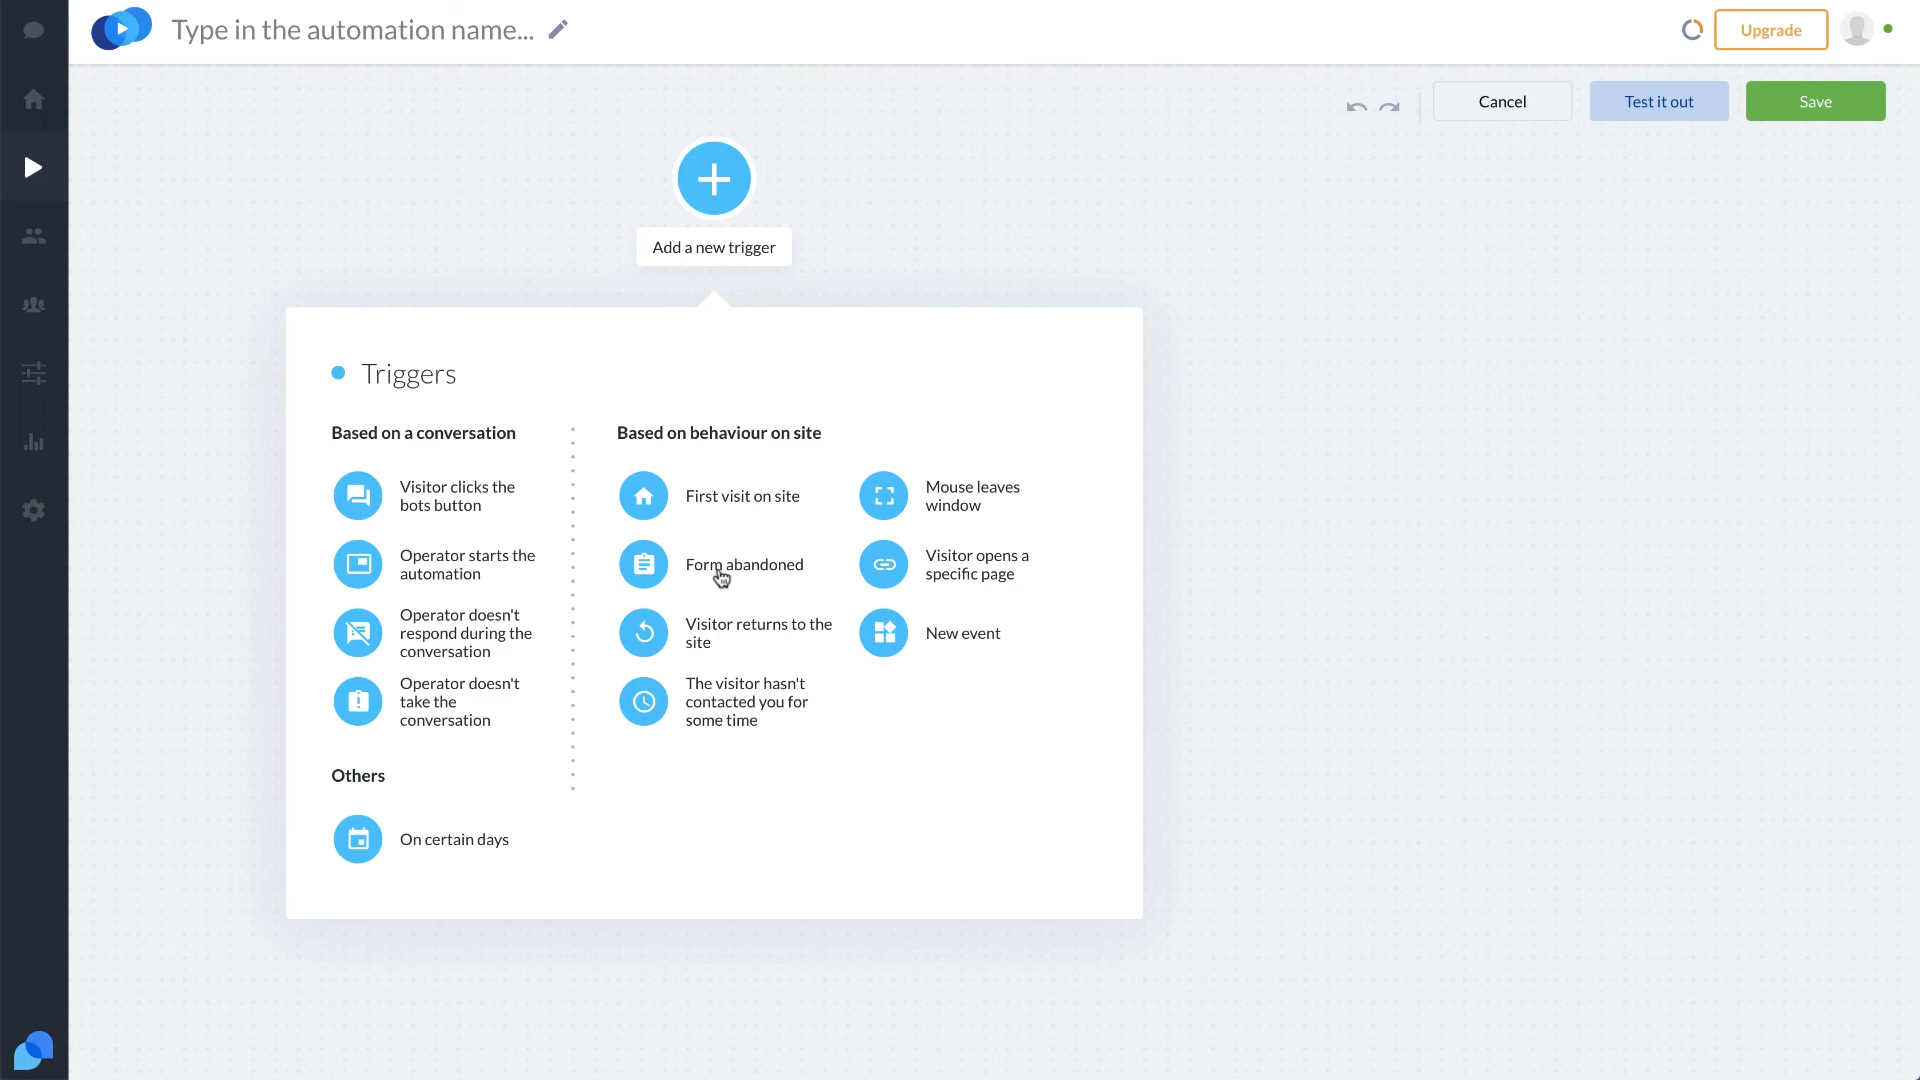 Type in the automation name...
Upgrade
Cancel
Test it out
Save
Add a new trigger
Triggers
Based on a conversation
Visitor clicks the
bots button
Operator starts the
automation
Operator doesn't
respond during the
conversation
Operator doesn't
take the
conversation
Others
On certain days
Based on behaviour on site
First visit on site
Form abandoned
Visitor returns to the
site
The visitor hasn't
contacted you for
some time
Mouse leaves
window
Visitor opens a
specific page
New event